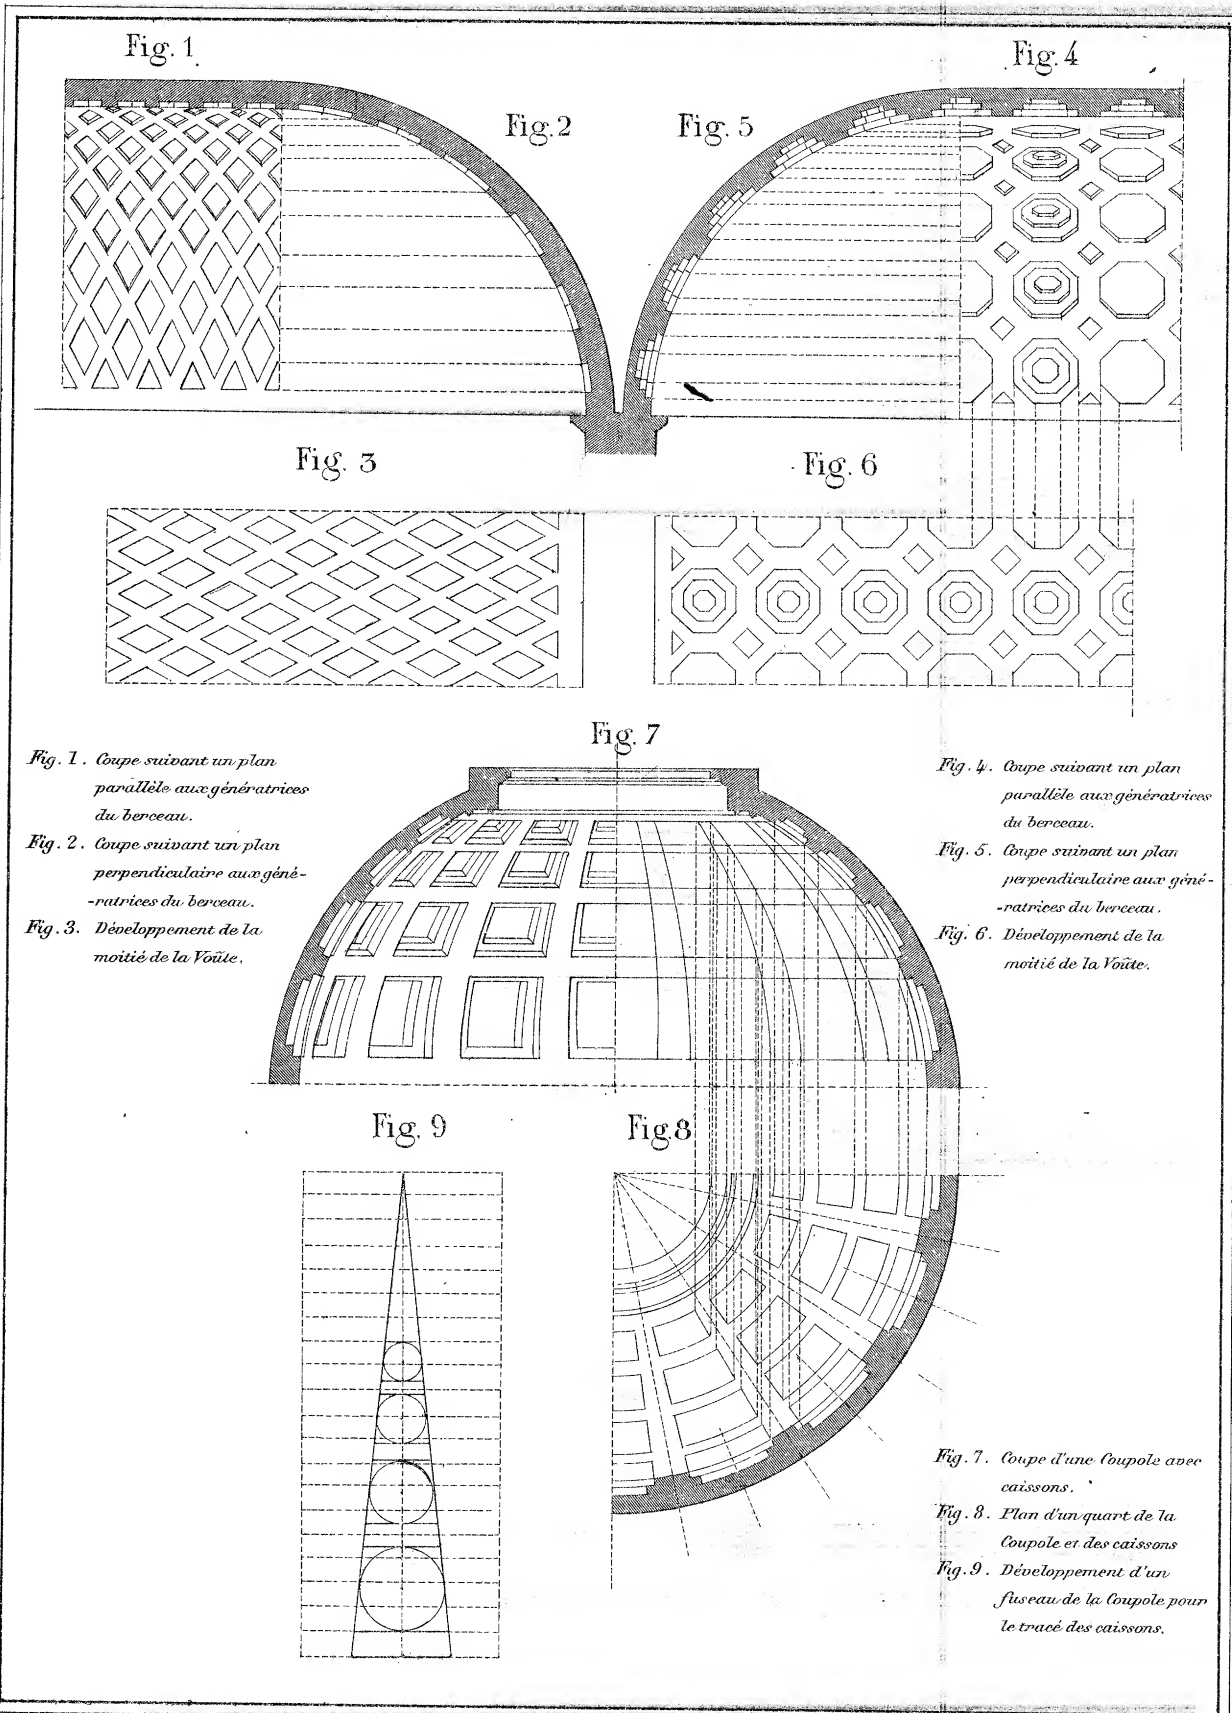 Fig. 1
Fig. 4
Fig. 2
Fig. 5
Fig. 3
Fig. 6
Fig. 7
Fig. 1. Coupe suivant un plan
parallèle aux génératrices
du berceau.
Fig. 2. Coupe suivant un plan
perpendiculaire aux géné-
-ratrices du berceau.
Fig. 3. Développement de la
moitié de la Voûte.
Fig. 4. Coupe suivant un plan
parallèle aux génératrices
du berceau.
Fig. 5. Coupe suivant un plan
perpendiculaire aux géné-
-ratrices du berceau.
Fig. 6. Développement de la
moitié de la Voûte.
Fig. 9
Fig. 8
Fig. 7. Coupe d'une Coupole avec
caissons.
Fig. 8. Plan d'un quart de la
Coupole et des caissons
Fig. 9. Développement d'un
fuseau de la Coupole pour
le tracé des caissons.